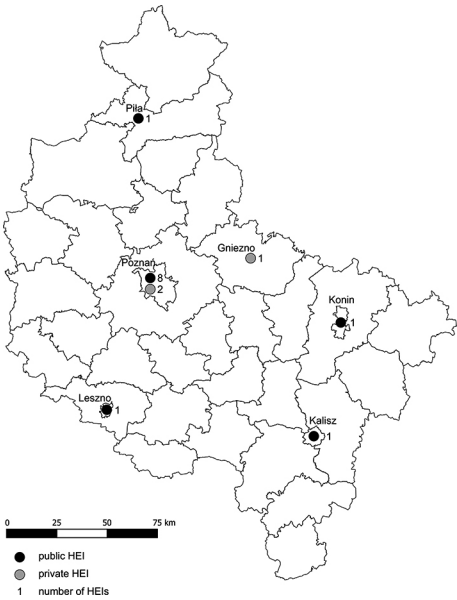 Piła
1
Gniezno
1
Poznań
8
2
Konin
1
Leszno
1
Kalisz
1
0 25 50 75 km
public HEI
private HEI
1 number of HEIs